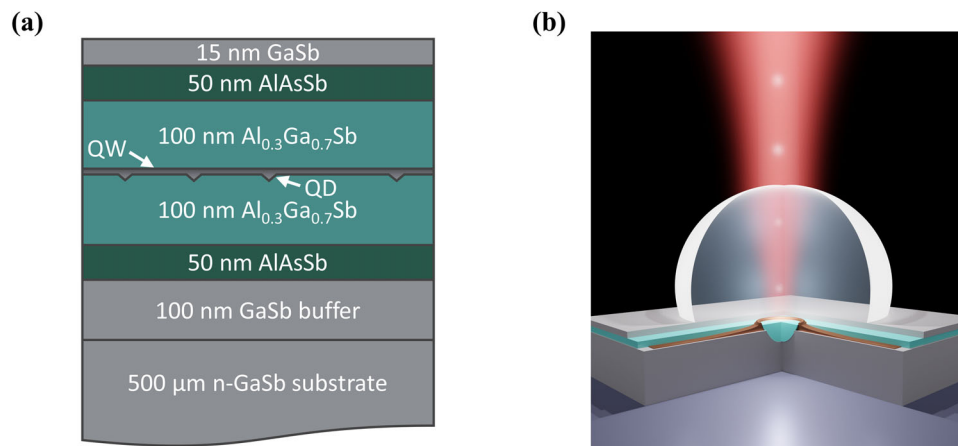 (a)
(b)
15 nm GaSb
50 nm AlAsSb
100 nm Al₀.₃Ga₀.₇Sb
QW
QD
100 nm Al₀.₃Ga₀.₇Sb
50 nm AlAsSb
100 nm GaSb buffer
500 μm n-GaSb substrate